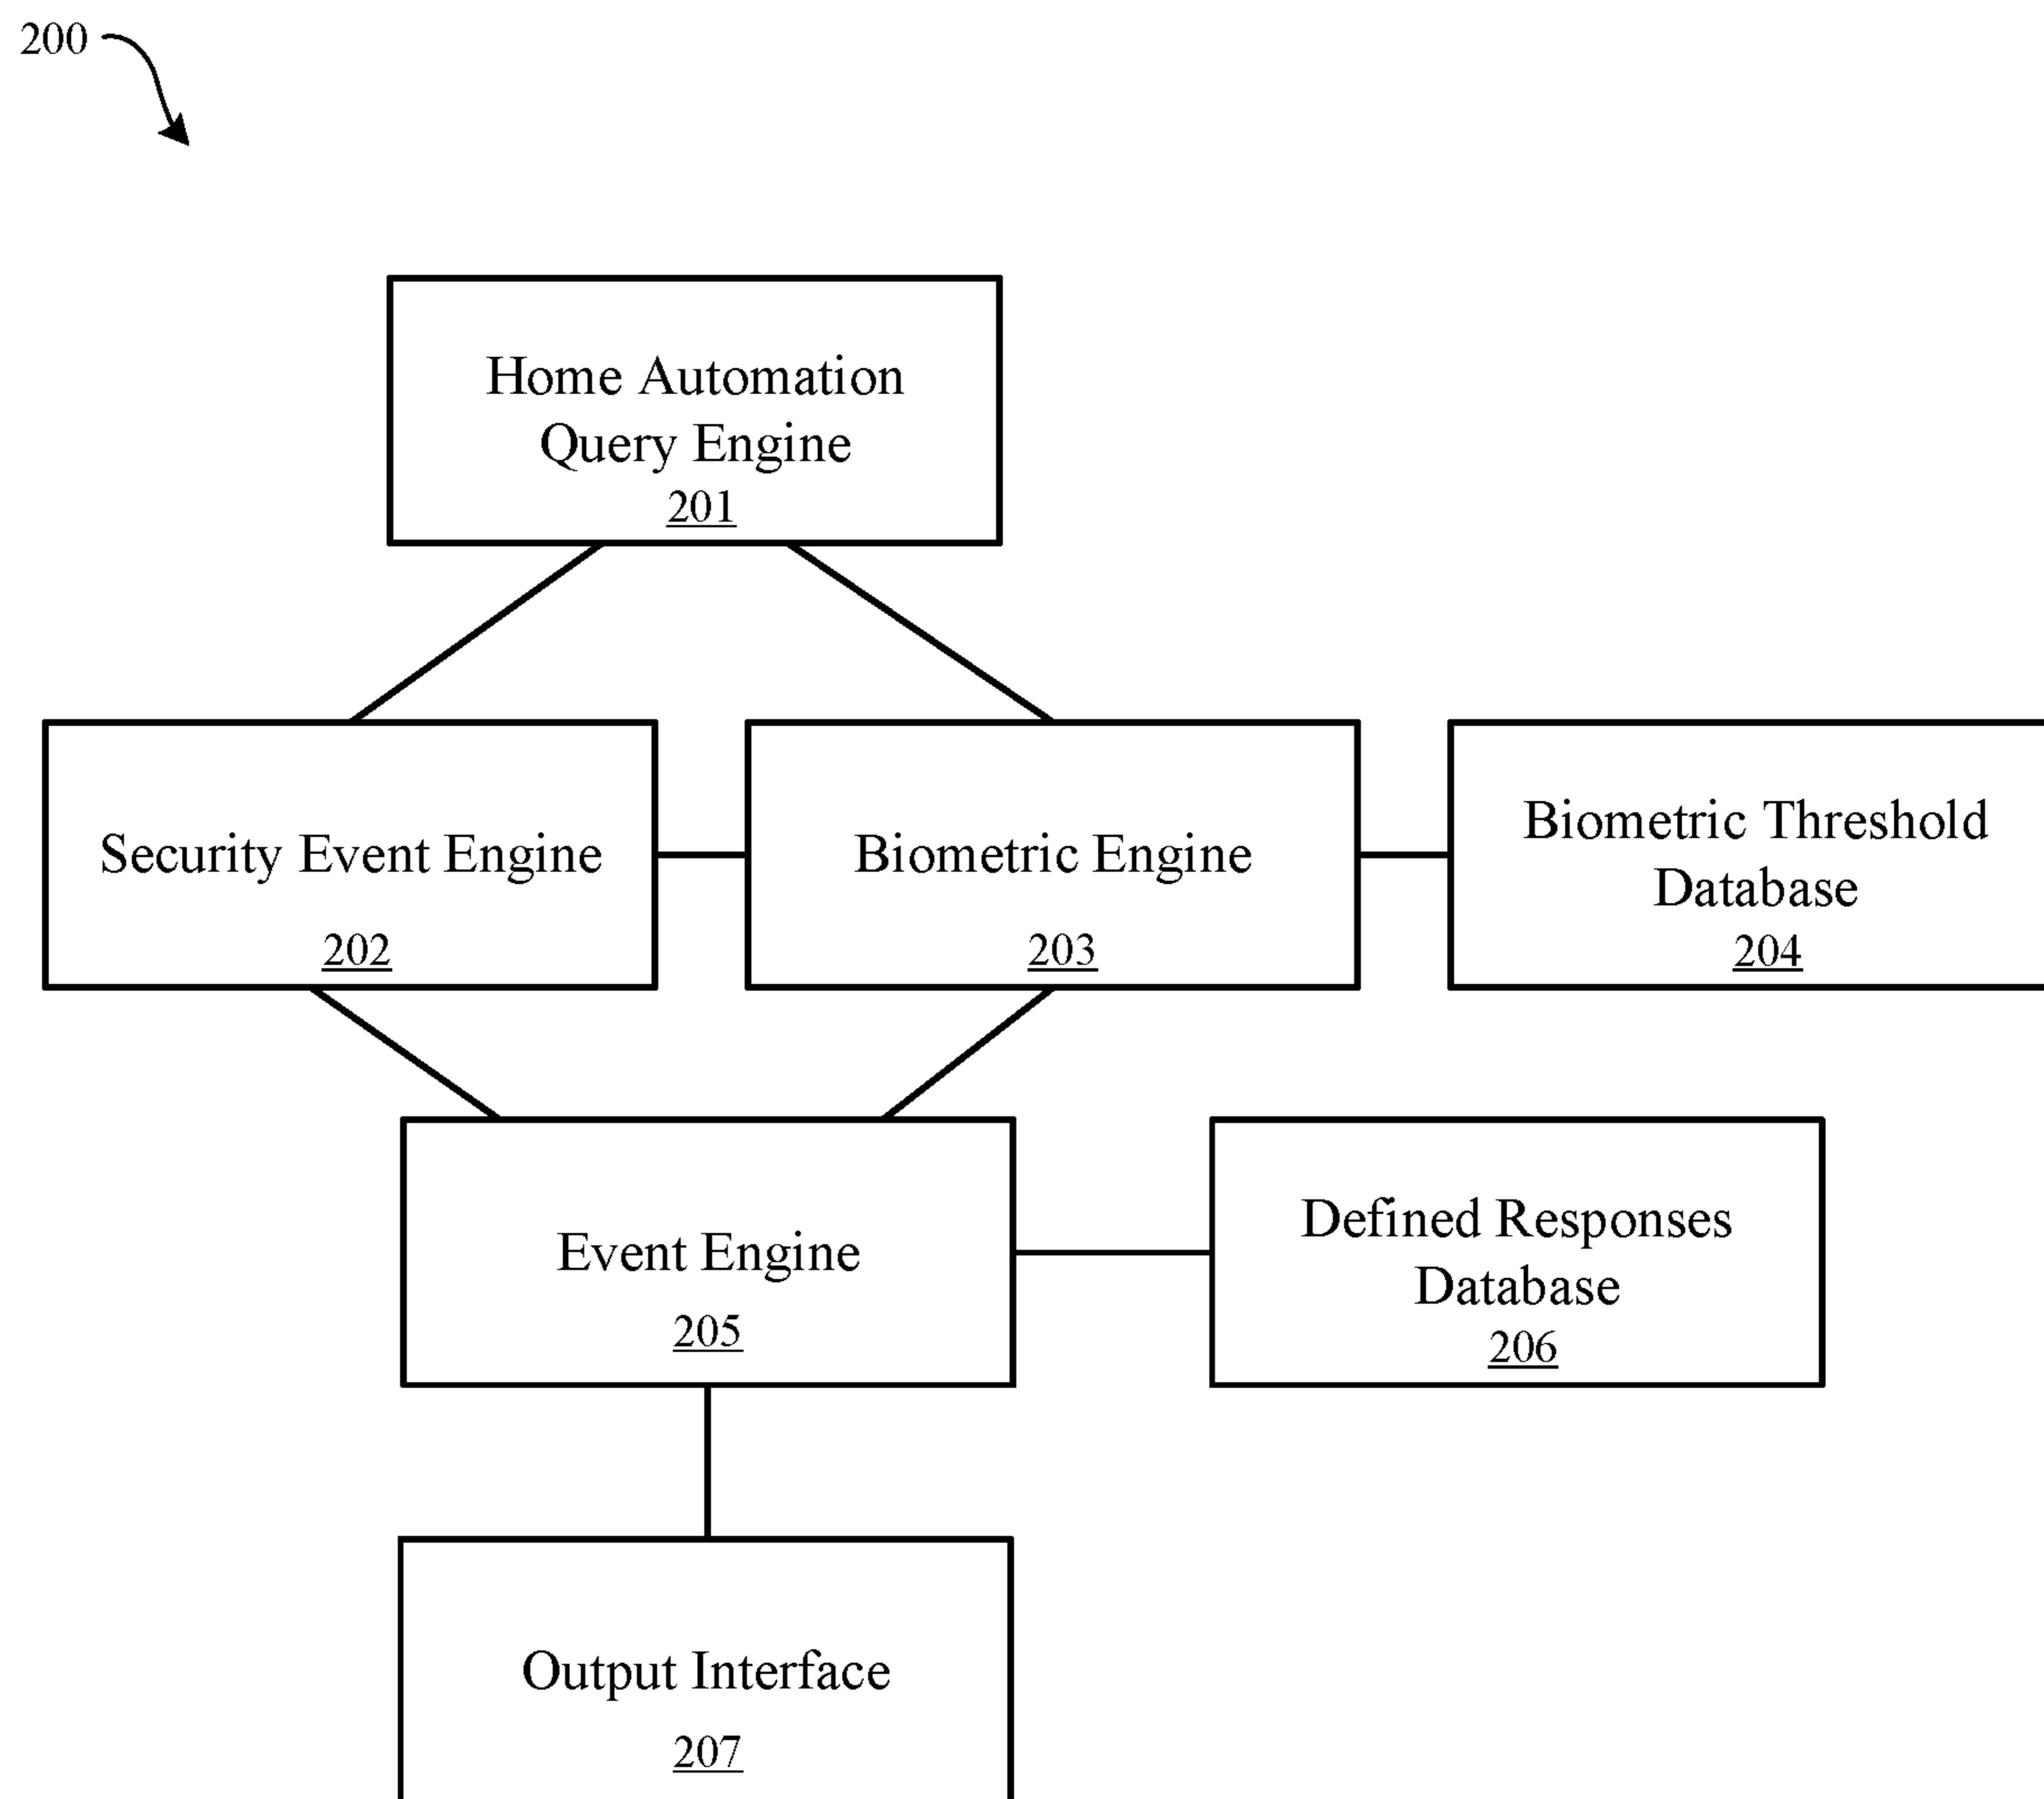 200
Home Automation
Query Engine
201
Security Event Engine
202
Biometric Engine
203
Biometric Threshold
Database
204
Event Engine
205
Defined Responses
Database
206
Output Interface
207